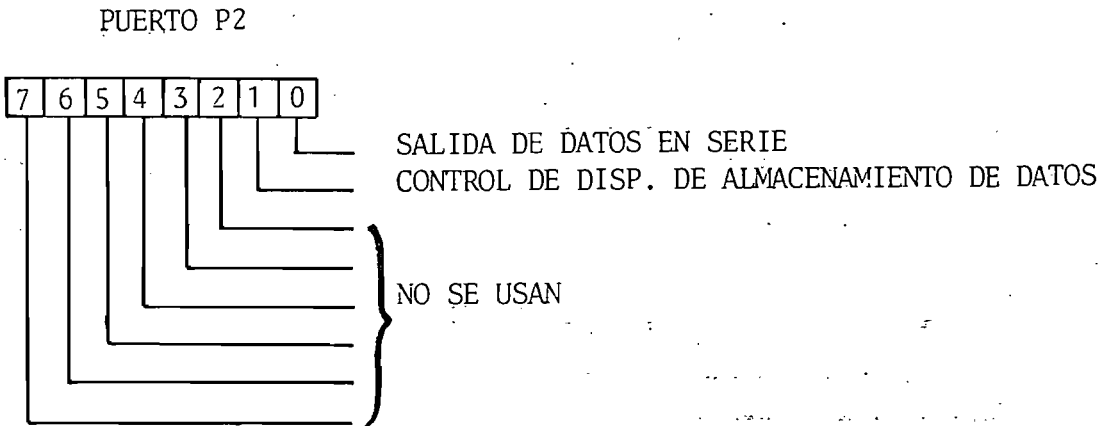 PUERTO P2
7 6 5 4 3 2 1 0
SALIDA DE DATOS EN SERIE
CONTROL DE DISP. DE ALMACENAMIENTO DE DATOS
NO SE USAN